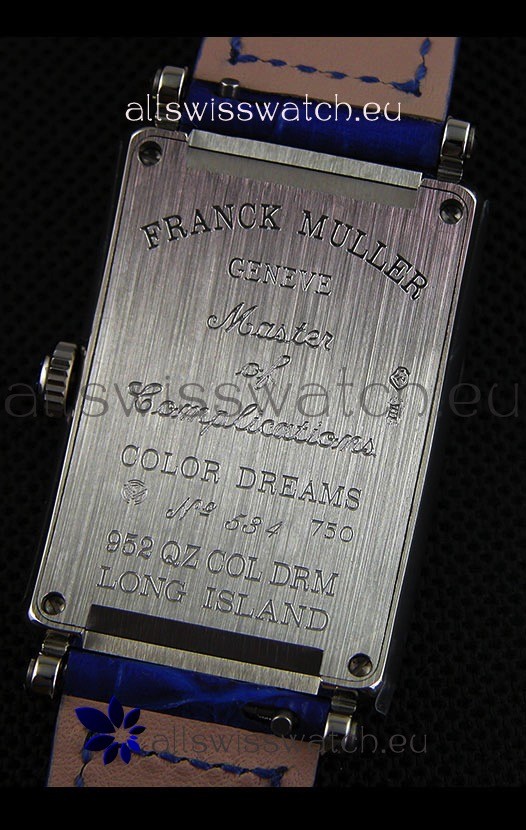 allswisswatch.eu
FRANCK MULLER
GENEVE
Master
of
allswisswatch.eu
Complications
COLOR DREAMS
Nº 534 750
952 QZ COL DRM
LONG ISLAND
allswisswatch.eu